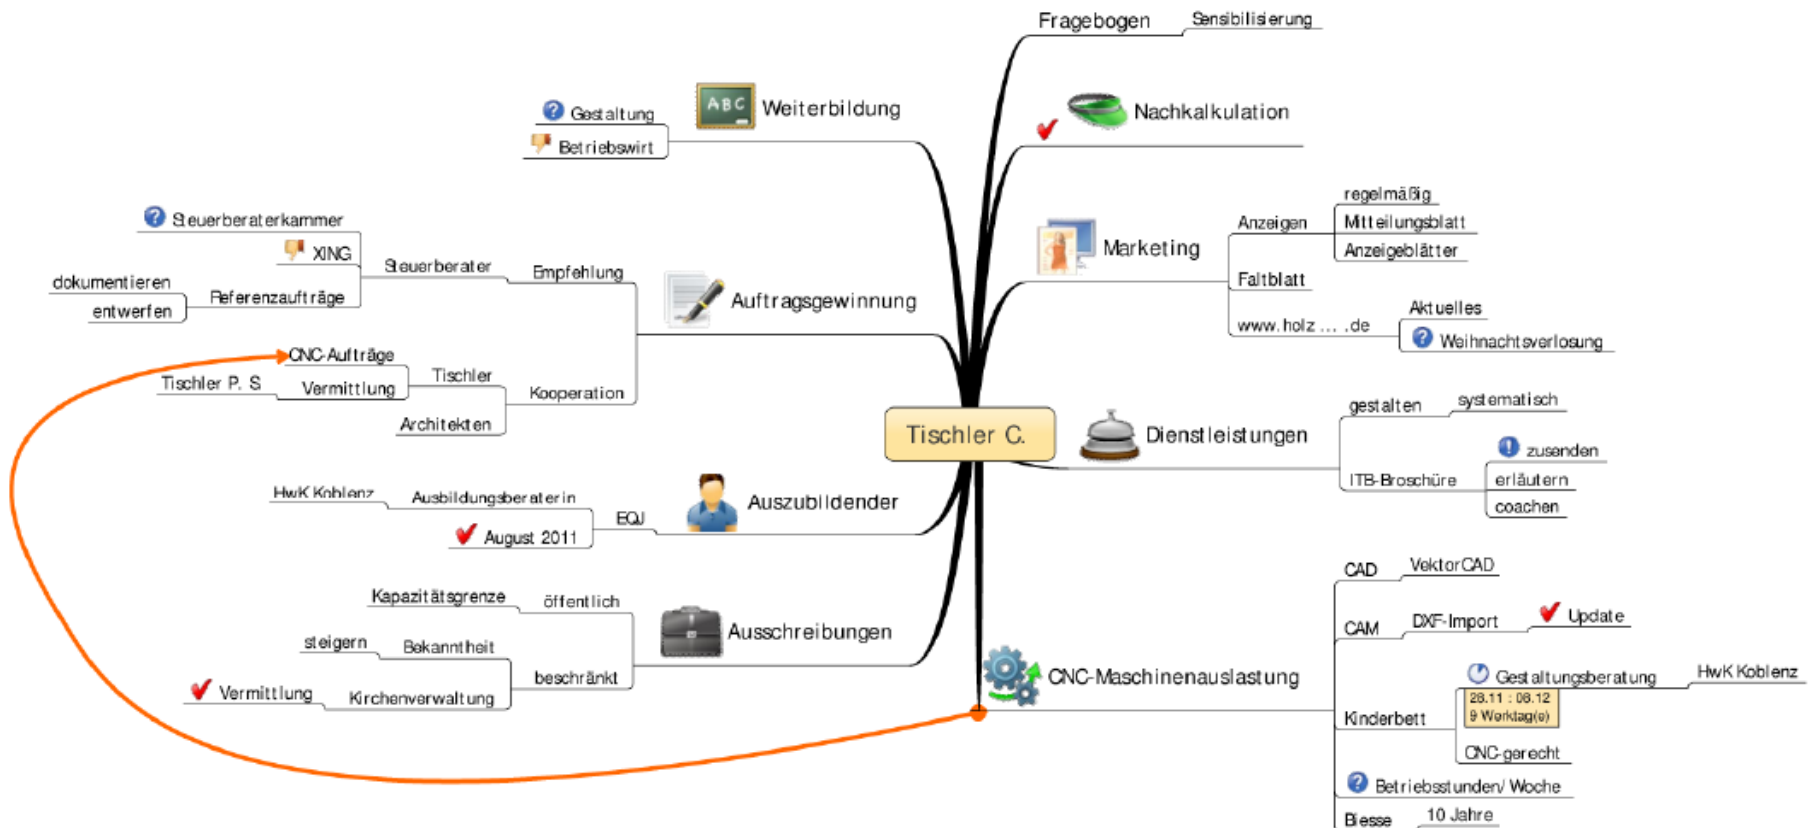 Fragebogen
Sensibilisierung
Nachkalkulation
Marketing
Anzeigen
regelmäßig
Mitteilungsblatt
Anzeigeblätter
Faltblatt
www.holz ... .de
Aktuelles
Weihnachtsverlosung
Dienstleistungen
gestalten
systematisch
ITB-Broschüre
zusenden
erläutern
coachen
CNC-Maschinenauslastung
CAD
VektorCAD
CAM
DXF-Import
Update
Kinderbett
Gestaltungsberatung
HwK Koblenz
28.11 : 08.12
9 Werktag(e)
CNC-gerecht
Betriebsstunden/ Woche
Biesse
10 Jahre
Tischler C.
ABC
Weiterbildung
Gestaltung
Betriebswirt
Auftragsgewinnung
Empfehlung
Steuerberater
Steuerberaterkammer
XING
Referenzaufträge
dokumentieren
entwerfen
Kooperation
Tischler
CNC-Aufträge
Vermittlung
Tischler P. S.
Architekten
Auszubildender
EQJ
Ausbildungsberaterin
HwK Koblenz
August 2011
Ausschreibungen
öffentlich
Kapazitätsgrenze
beschränkt
Bekanntheit
steigern
Kirchenverwaltung
Vermittlung